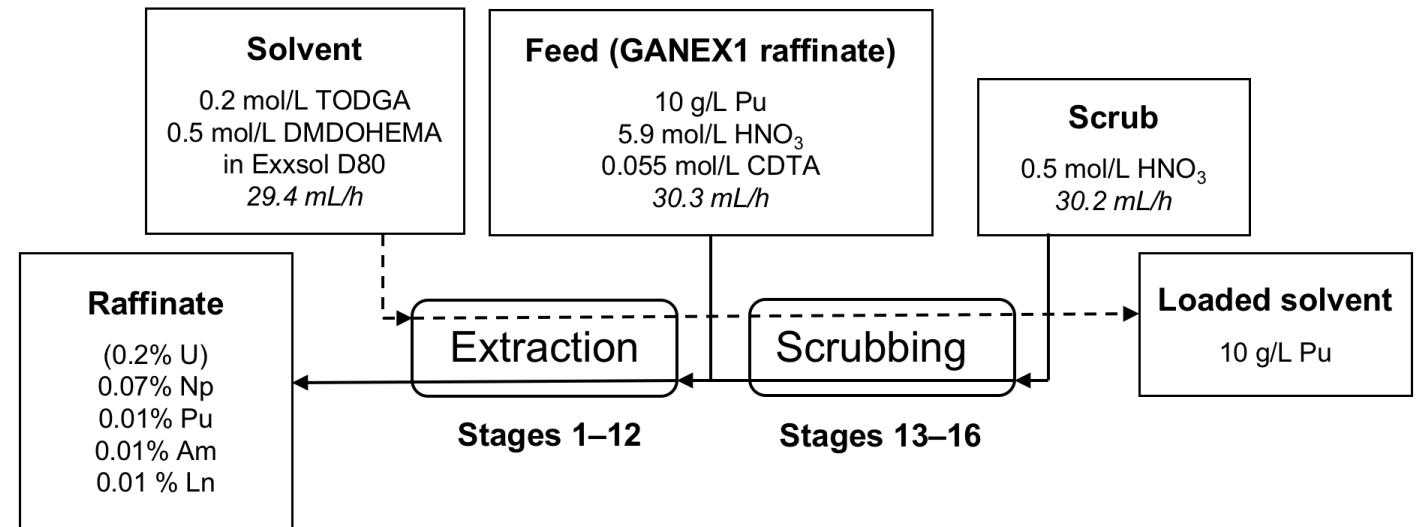 Solvent
0.2 mol/L TODGA
0.5 mol/L DMDOHEMA
in Exxsol D80
29.4 mL/h
Feed (GANEX1 raffinate)
10 g/L Pu
5.9 mol/L HNO₃
0.055 mol/L CDTA
30.3 mL/h
Scrub
0.5 mol/L HNO₃
30.2 mL/h
Raffinate
(0.2% U)
0.07% Np
0.01% Pu
0.01% Am
0.01 % Ln
Extraction
Stages 1–12
Scrubbing
Stages 13–16
Loaded solvent
10 g/L Pu